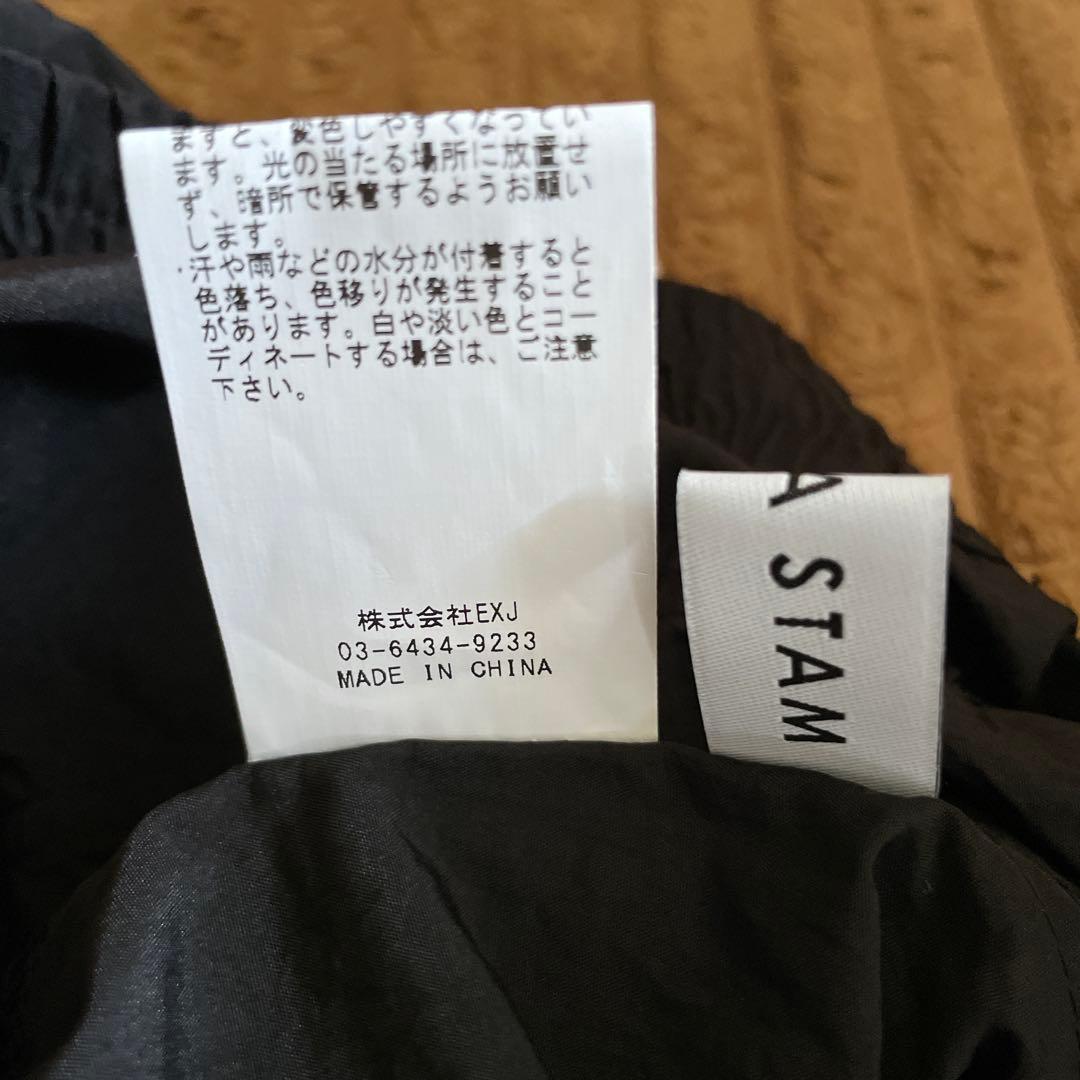 ますと、変色しやすくなってい
ます。光の当たる場所に放置せ
ず、暗所で保管するようお願い
します。
・汗や雨などの水分が付着すると
色落ち、色移りが発生すること
があります。白や淡い色とコー
ディネートする場合は、ご注意
下さい。
株式会社EXJ
03-6434-9233
MADE IN CHINA
A STAM